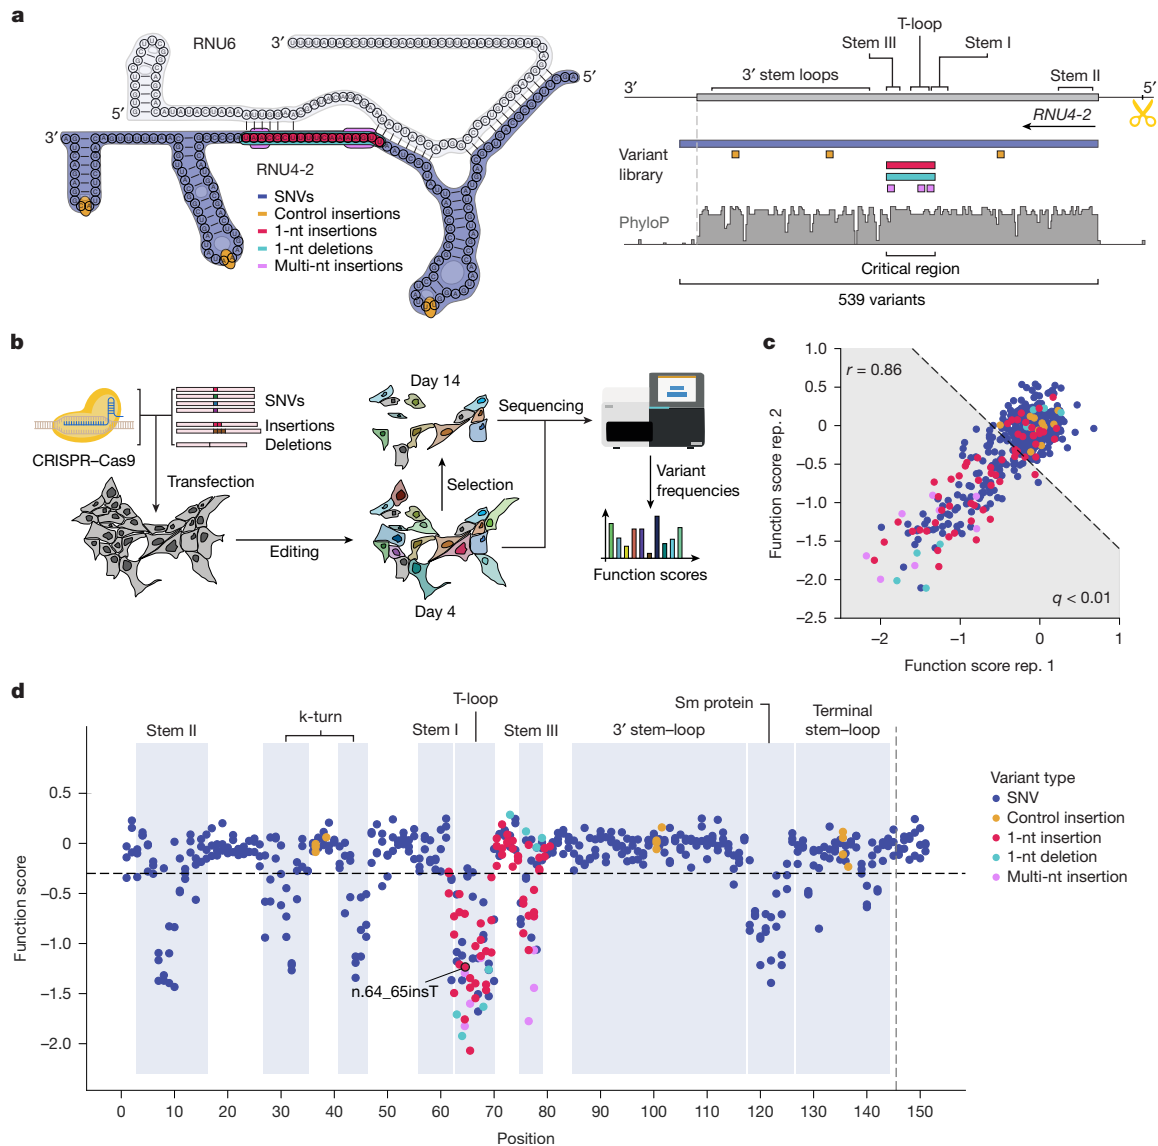 a
RNU6
3′
5′
5′
3′
RNU4-2
SNVs
Control insertions
1-nt insertions
1-nt deletions
Multi-nt insertions
T-loop
Stem III
Stem I
3′
3′ stem loops
Stem II
5′
RNU4-2
Variant
library
PhyloP
Critical region
539 variants
b
CRISPR–Cas9
SNVs
Insertions
Deletions
Transfection
Editing
Day 14
Selection
Day 4
Sequencing
Variant
frequencies
Function scores
c
r = 0.86
q < 0.01
Function score rep. 2
1.0
0.5
0
–0.5
–1.0
–1.5
–2.0
–2.5
–2
–1
0
1
Function score rep. 1
d
T-loop
Stem II
k-turn
Stem I
Stem III
3′ stem–loop
Sm protein
Terminal
stem–loop
Function score
0.5
0
–0.5
–1.0
–1.5
–2.0
n.64_65insT
0 10 20 30 40 50 60 70 80 90 100 110 120 130 140 150
Position
Variant type
SNV
Control insertion
1-nt insertion
1-nt deletion
Multi-nt insertion